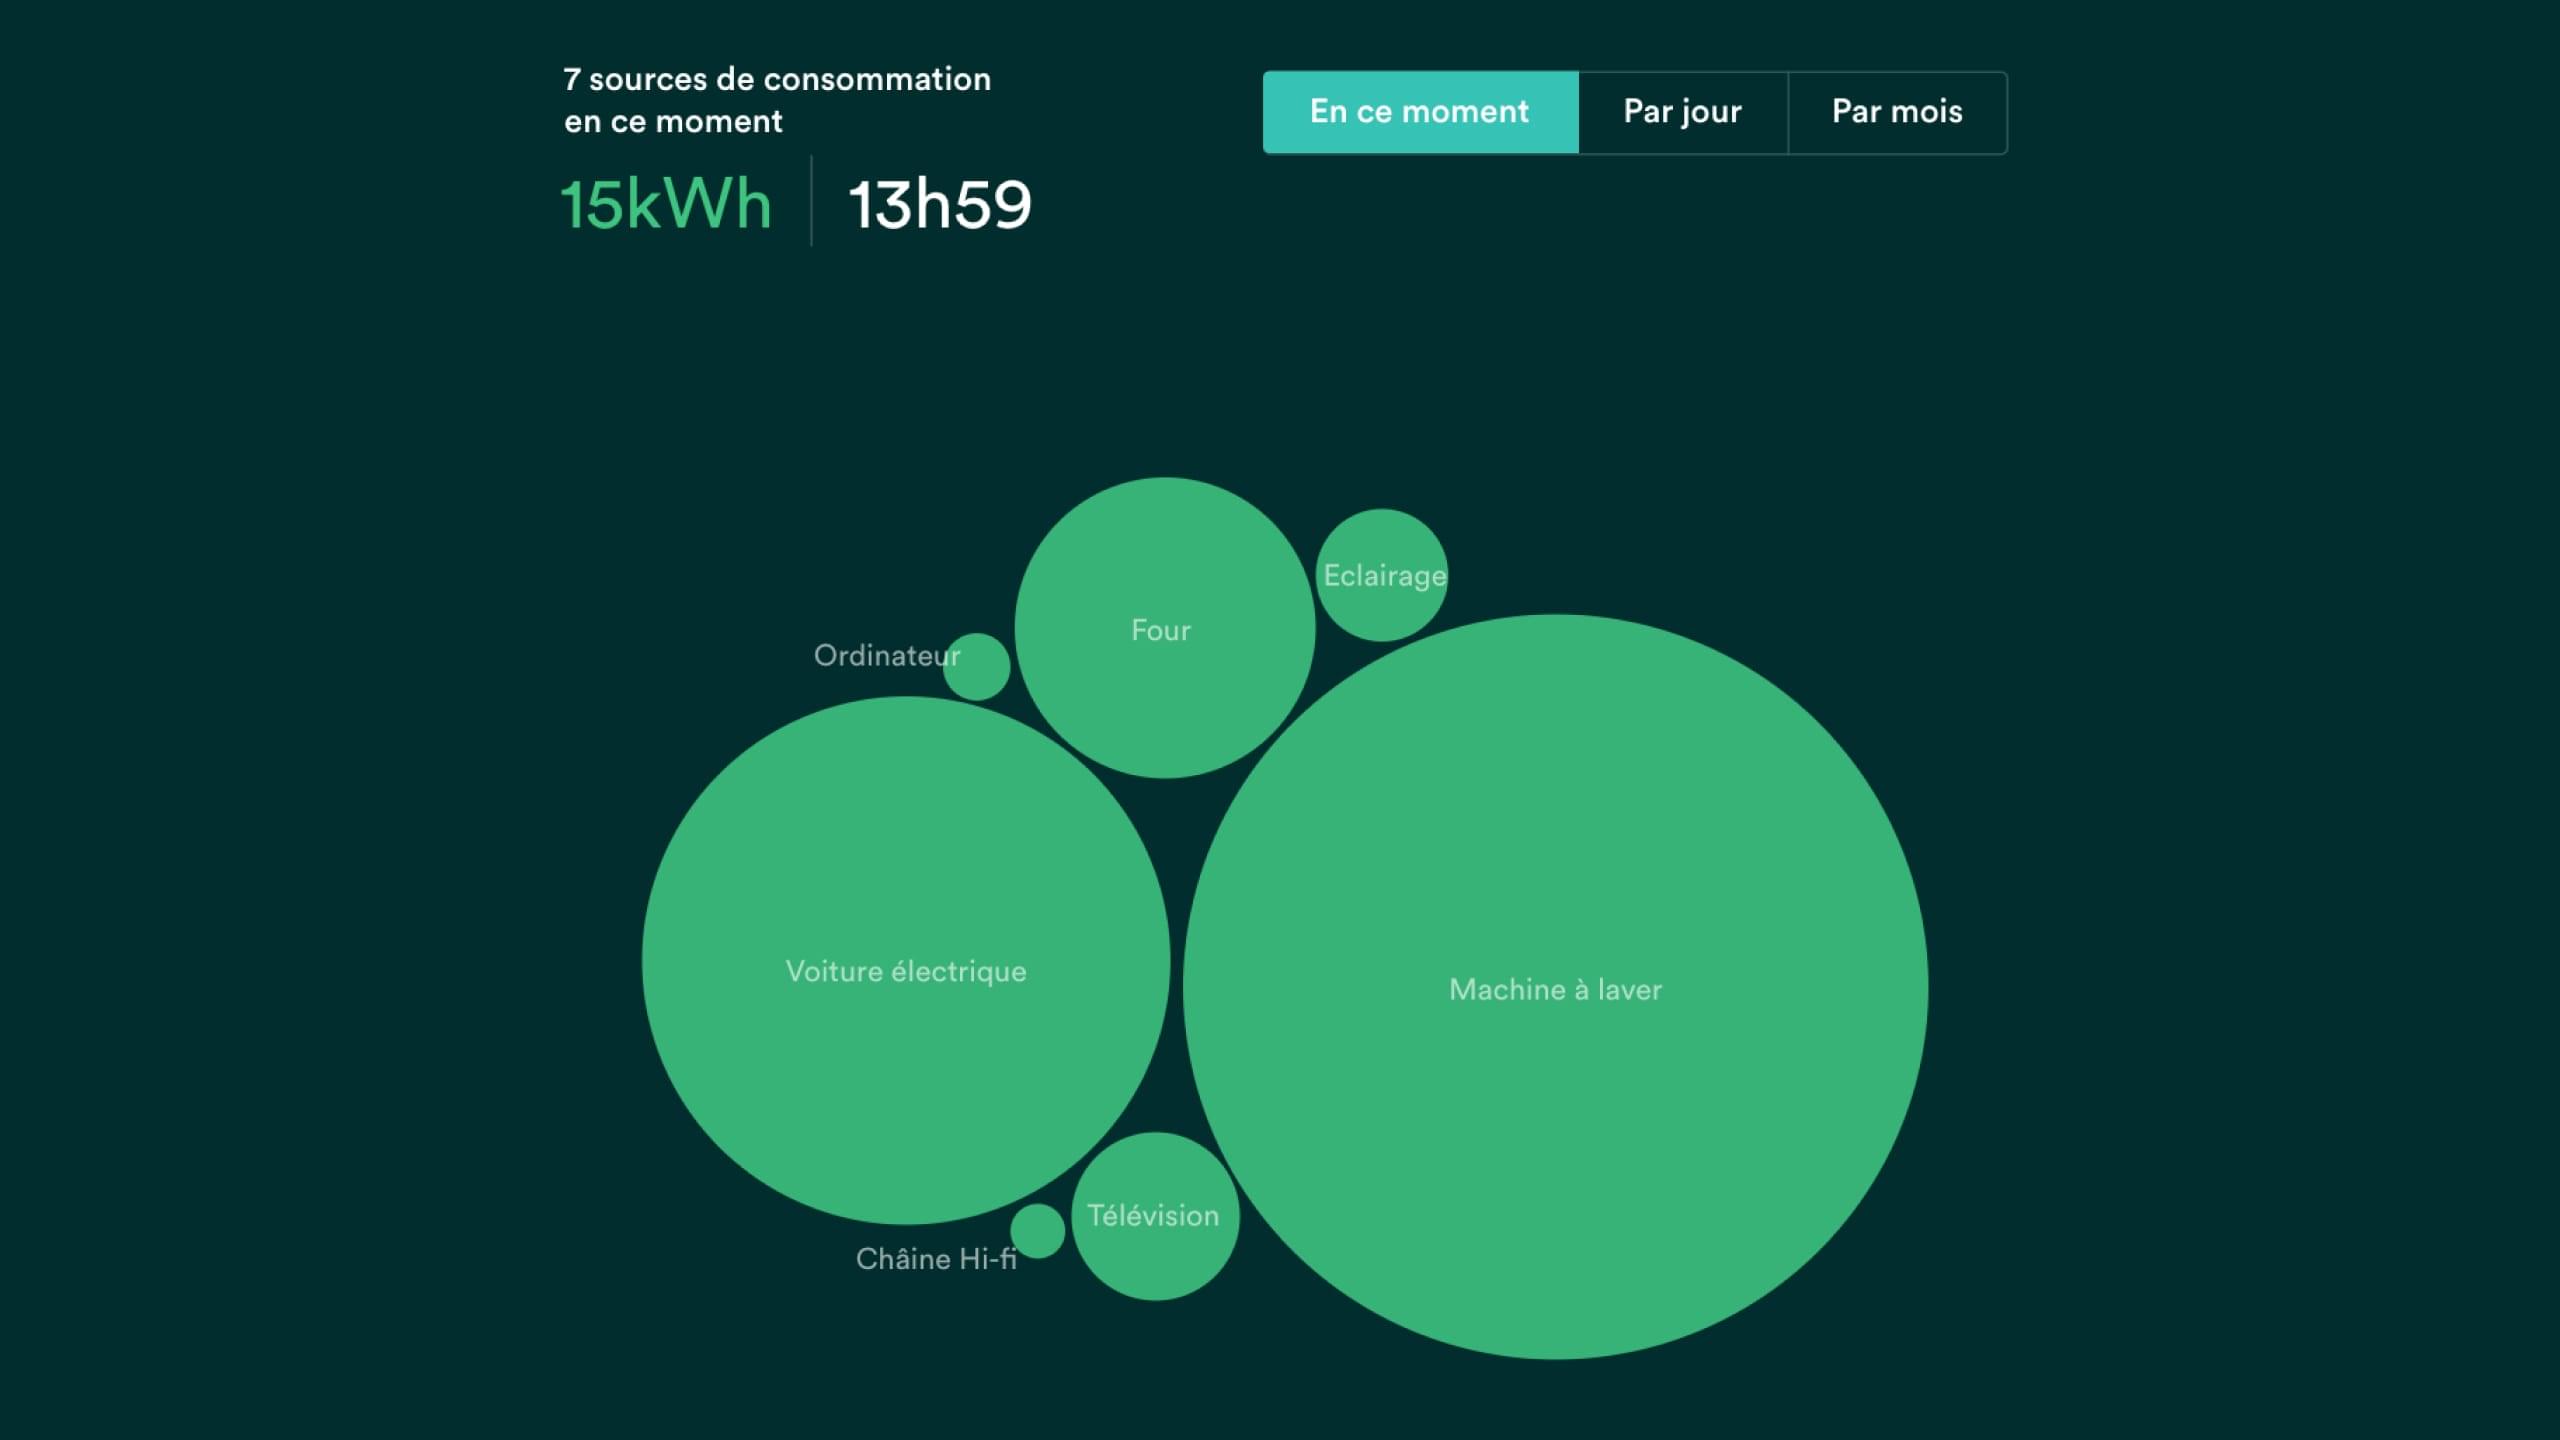 7 sources de consommation
en ce moment
15kWh
13h59
En ce moment
Par jour
Par mois
Eclairage
Four
Ordinateur
Voiture électrique
Machine à laver
Télévision
Châine Hi-fi